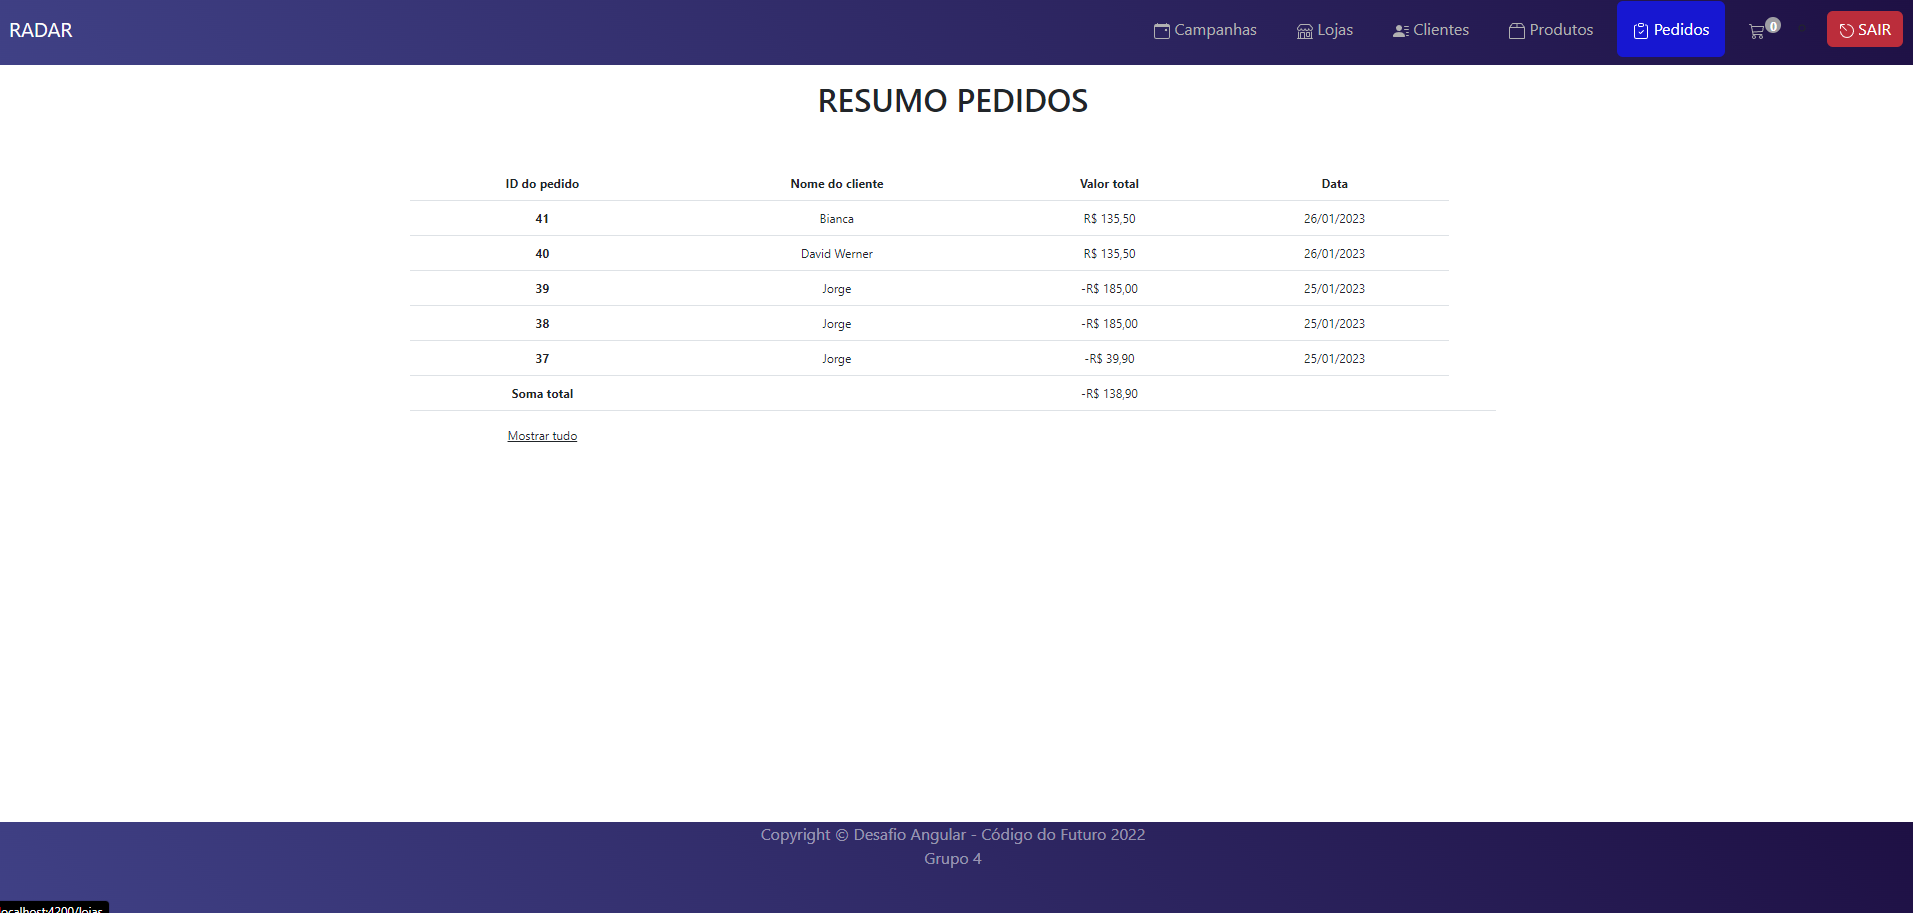 RADAR Campanhas Lojas Clientes Produtos Pedidos 0 SAIR
RESUMO PEDIDOS
ID do pedido Nome do cliente Valor total Data
41 Bianca R$ 135,50 26/01/2023
40 David Werner R$ 135,50 26/01/2023
39 Jorge -R$ 185,00 25/01/2023
38 Jorge -R$ 185,00 25/01/2023
37 Jorge -R$ 39,90 25/01/2023
Soma total -R$ 138,90
Mostrar tudo
Copyright © Desafio Angular - Código do Futuro 2022
Grupo 4
ocalhost:4200/lojas